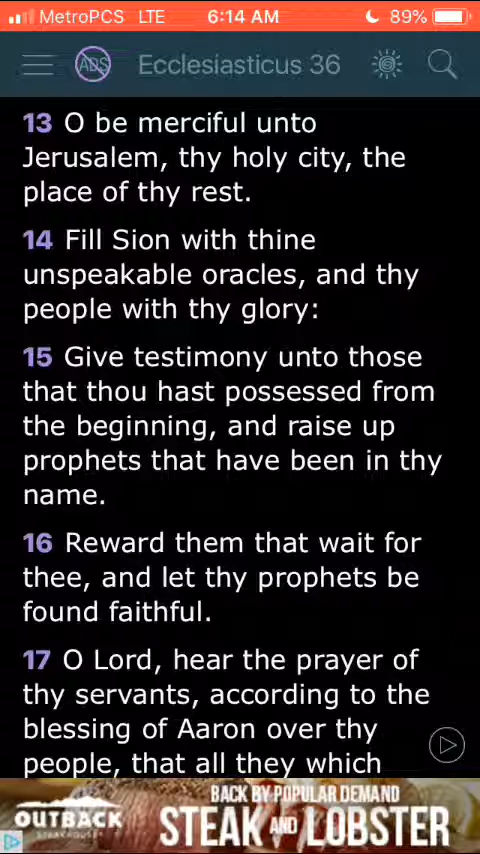 MetroPCS LTE 6:14 AM 89%
ADS Ecclesiasticus 36
13 O be merciful unto
Jerusalem, thy holy city, the
place of thy rest.
14 Fill Sion with thine
unspeakable oracles, and thy
people with thy glory:
15 Give testimony unto those
that thou hast possessed from
the beginning, and raise up
prophets that have been in thy
name.
16 Reward them that wait for
thee, and let thy prophets be
found faithful.
17 O Lord, hear the prayer of
thy servants, according to the
blessing of Aaron over thy
people, that all they which
OUTBACK
STEAKHOUSE
BACK BY POPULAR DEMAND
STEAK AND LOBSTER